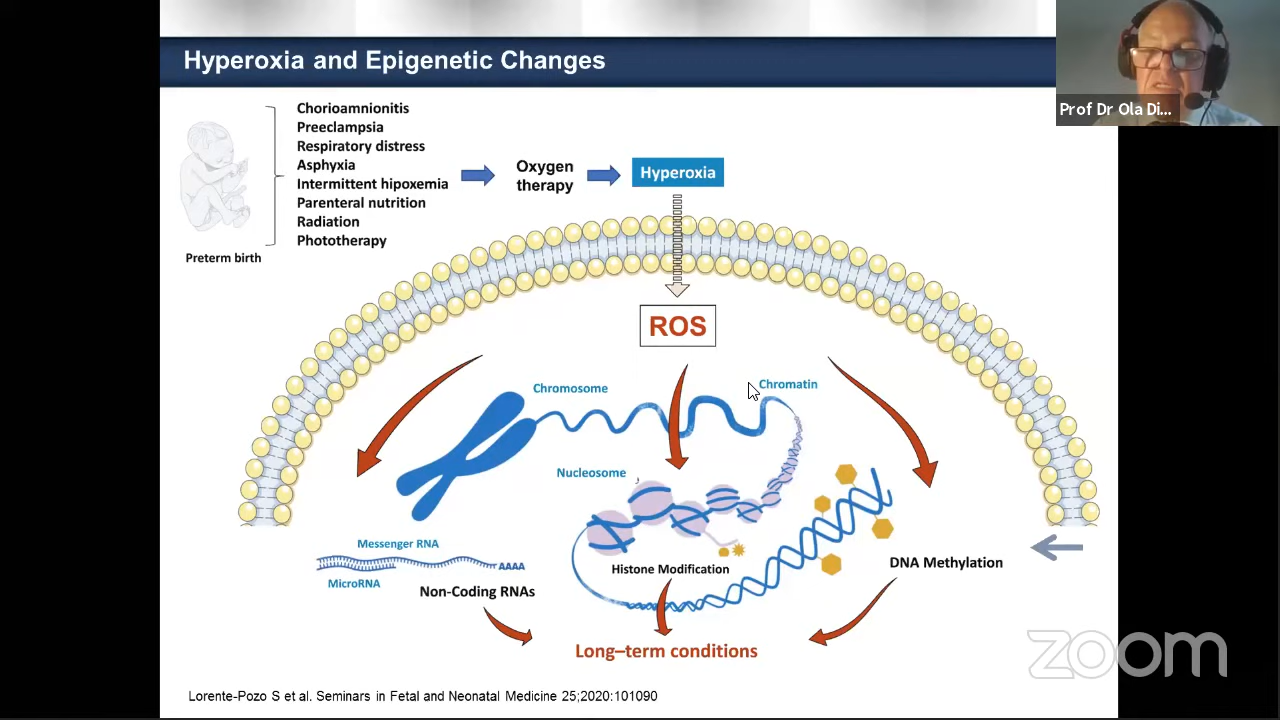 Hyperoxia and Epigenetic Changes
Prof Dr Ola Di...
Chorioamnionitis
Preeclampsia
Respiratory distress
Asphyxia
Intermittent hipoxemia
Parenteral nutrition
Radiation
Phototherapy
Preterm birth
Oxygen
therapy
Hyperoxia
ROS
Chromosome
Chromatin
Nucleosome
Messenger RNA
AAAA
MicroRNA
Non-Coding RNAs
Histone Modification
DNA Methylation
Long–term conditions
zoom
Lorente-Pozo S et al. Seminars in Fetal and Neonatal Medicine 25;2020:101090